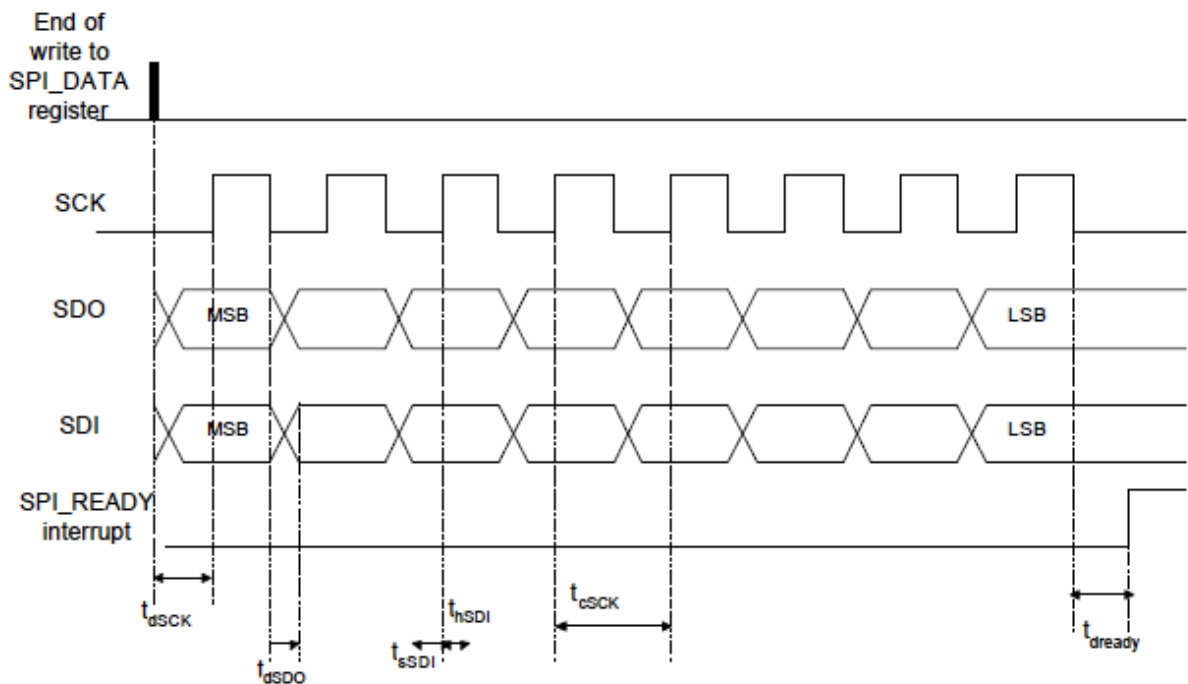 End of
write to
SPI_DATA
register
SCK
SDO
MSB
LSB
SDI
MSB
LSB
SPI_READY
interrupt
tdSCK
tdSDO
tsSDI
thSDI
tcSCK
tdready